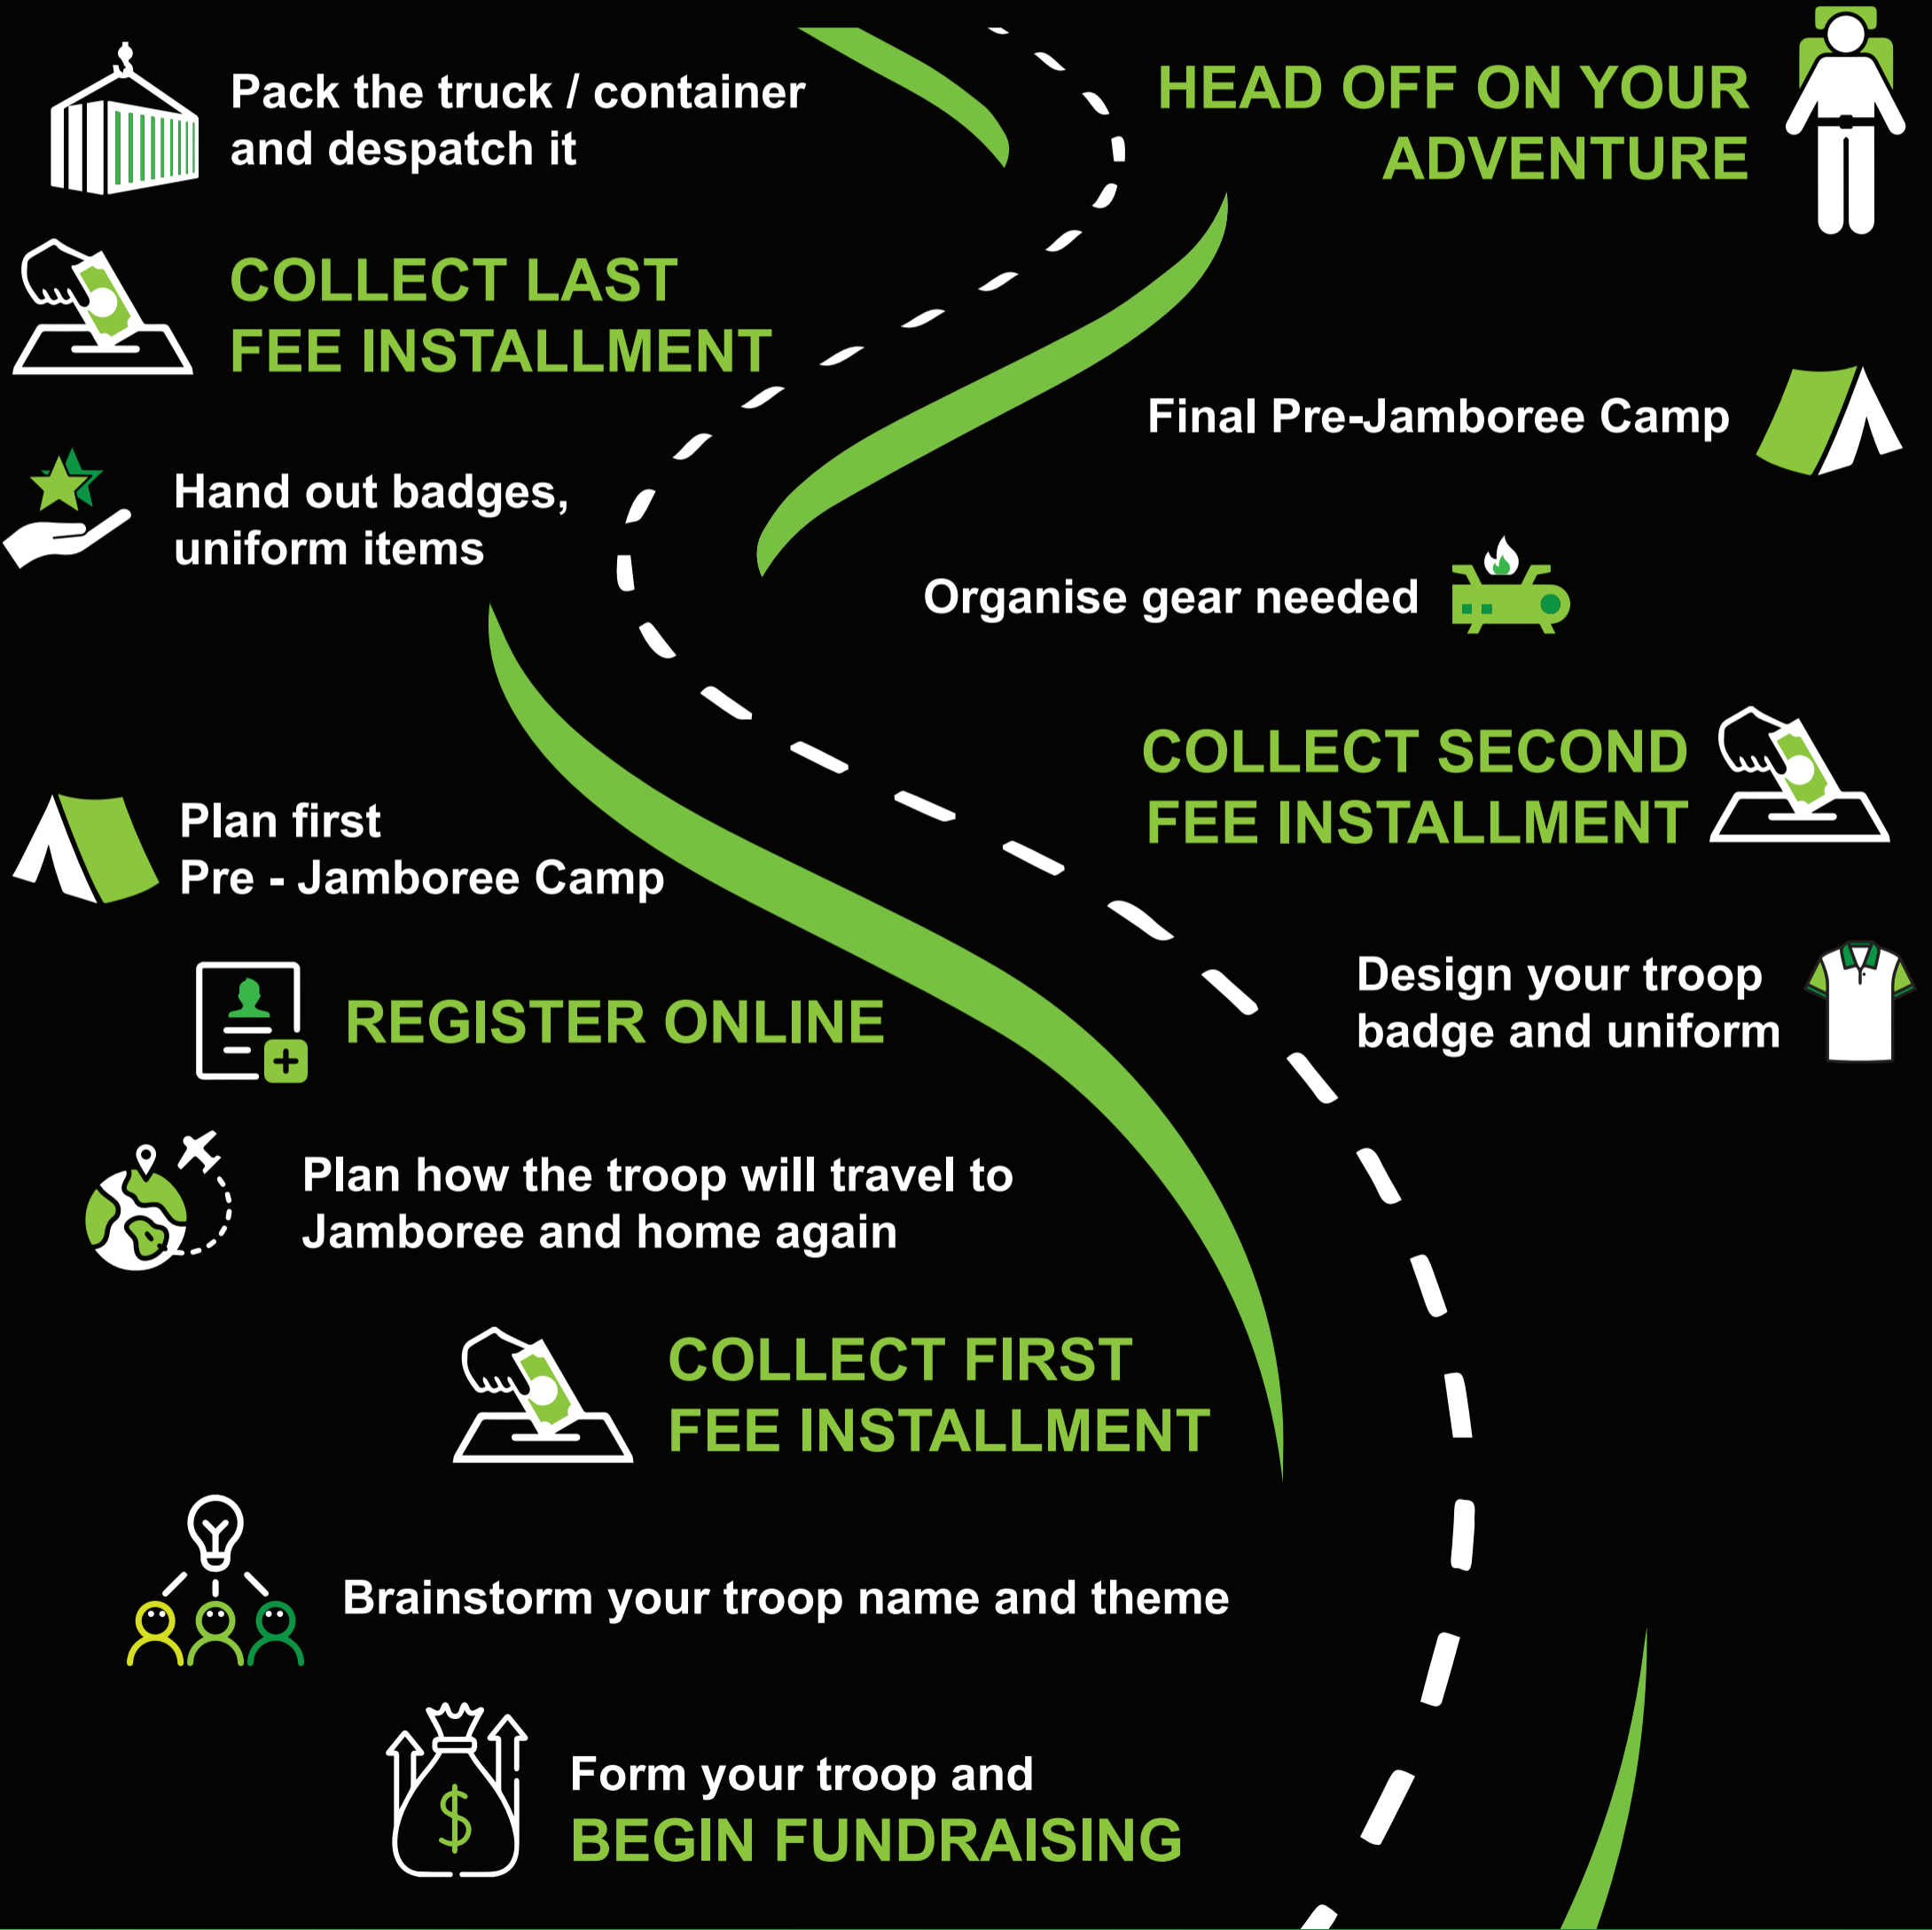 Pack the truck / container
and despatch it
HEAD OFF ON YOUR
ADVENTURE
COLLECT LAST
FEE INSTALLMENT
Final Pre-Jamboree Camp
Hand out badges,
uniform items
Organise gear needed
COLLECT SECOND
FEE INSTALLMENT
Plan first
Pre - Jamboree Camp
Design your troop
badge and uniform
REGISTER ONLINE
Plan how the troop will travel to
Jamboree and home again
COLLECT FIRST
FEE INSTALLMENT
Brainstorm your troop name and theme
Form your troop and
BEGIN FUNDRAISING
$